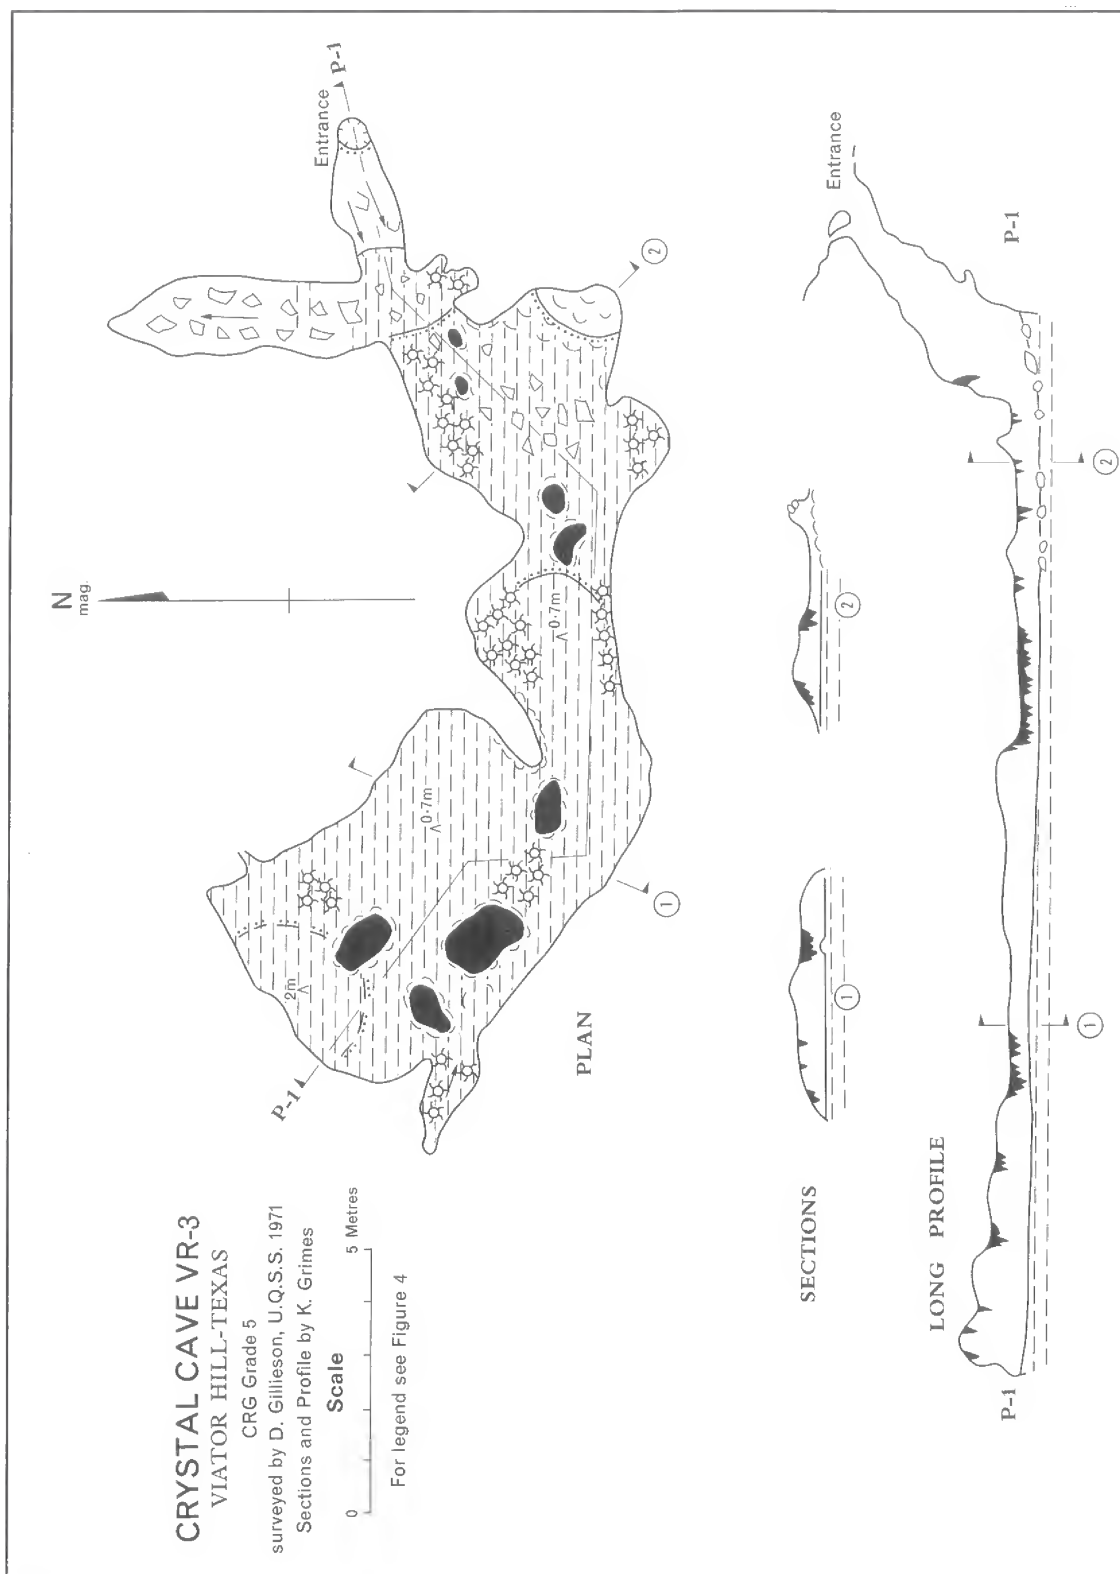 CRYSTAL CAVE VR-3
VIATOR HILL-TEXAS
CRG Grade 5
surveyed by D. Gillieson, U.Q.S.S. 1971
Sections and Profile by K. Grimes
Scale
0 5 Metres
For legend see Figure 4
N
mag.
Entrance
P-1
2
0·7m
0·7m
2m
1
P-1
PLAN
SECTIONS
1
2
LONG PROFILE
Entrance
P-1
1
2
P-1